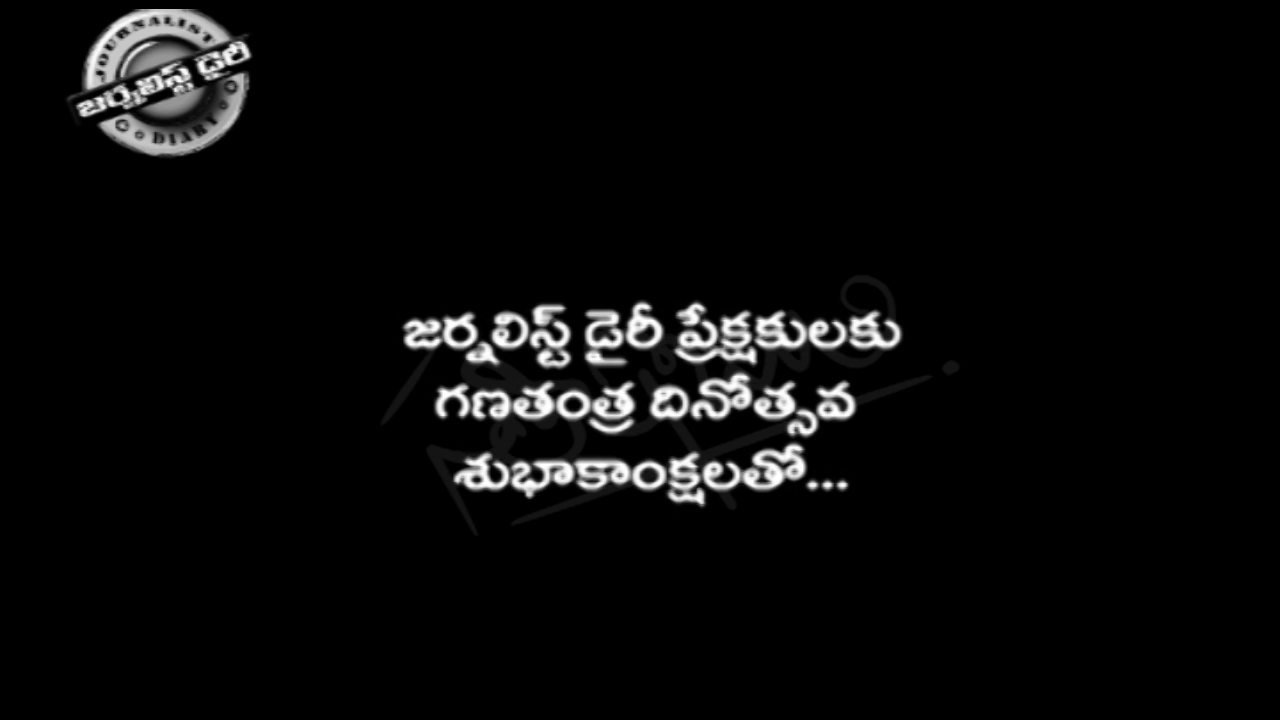 JOURNALIST
జర్నలిస్ట్ డైరీ
DIARY
జర్నలిస్ట్ డైరీ ప్రేక్షకులకు
గణతంత్ర దినోత్సవ
శుభాకాంక్షలతో...